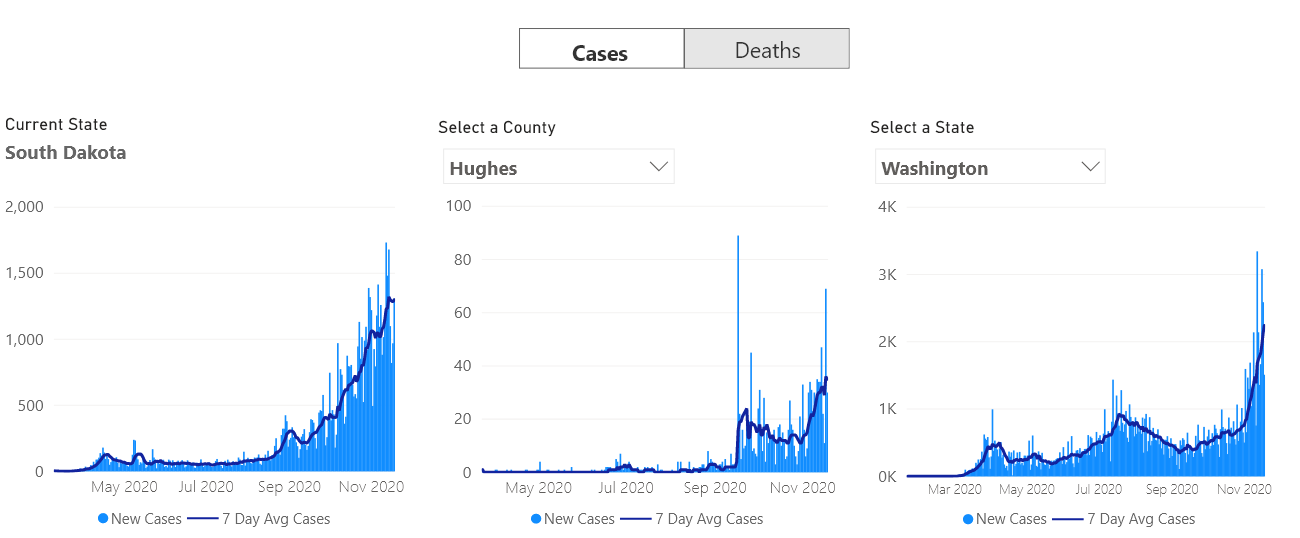 Cases Deaths
Current State
South Dakota
Select a County
Hughes
Select a State
Washington
2,000
1,500
1,000
500
0
May 2020 Jul 2020 Sep 2020 Nov 2020
New Cases 7 Day Avg Cases
100
80
60
40
20
0
May 2020 Jul 2020 Sep 2020 Nov 2020
New Cases 7 Day Avg Cases
4K
3K
2K
1K
0K
Mar 2020 May 2020 Jul 2020 Sep 2020 Nov 2020
New Cases 7 Day Avg Cases